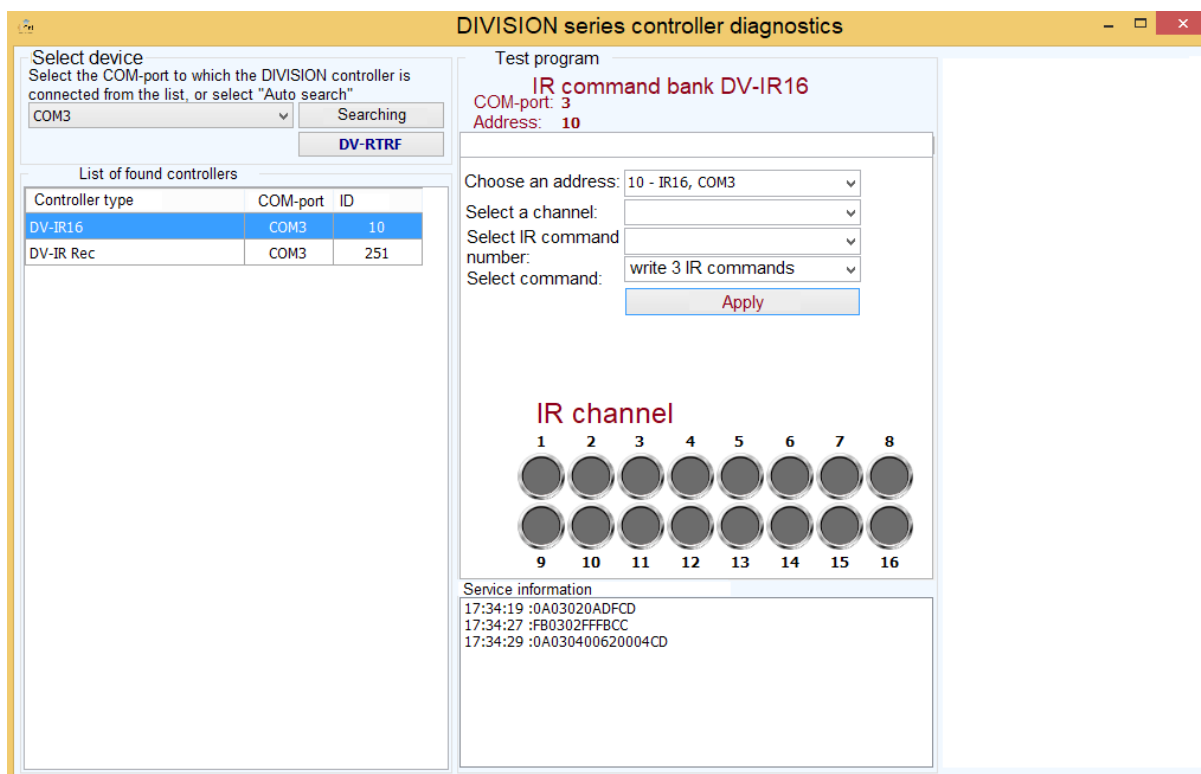 DIVISION series controller diagnostics
Select device
Select the COM-port to which the DIVISION controller is
connected from the list, or select "Auto search"
COM3
Searching
DV-RTRF
List of found controllers
Controller type COM-port ID
DV-IR16 COM3 10
DV-IR Rec COM3 251
Test program
IR command bank DV-IR16
COM-port: 3
Address: 10
Choose an address: 10 - IR16, COM3
Select a channel:
Select IR command
number:
Select command: write 3 IR commands
Apply
IR channel
1 2 3 4 5 6 7 8
9 10 11 12 13 14 15 16
Service information
17:34:19 :0A03020ADFCD
17:34:27 :FB0302FFFBCC
17:34:29 :0A030400620004CD